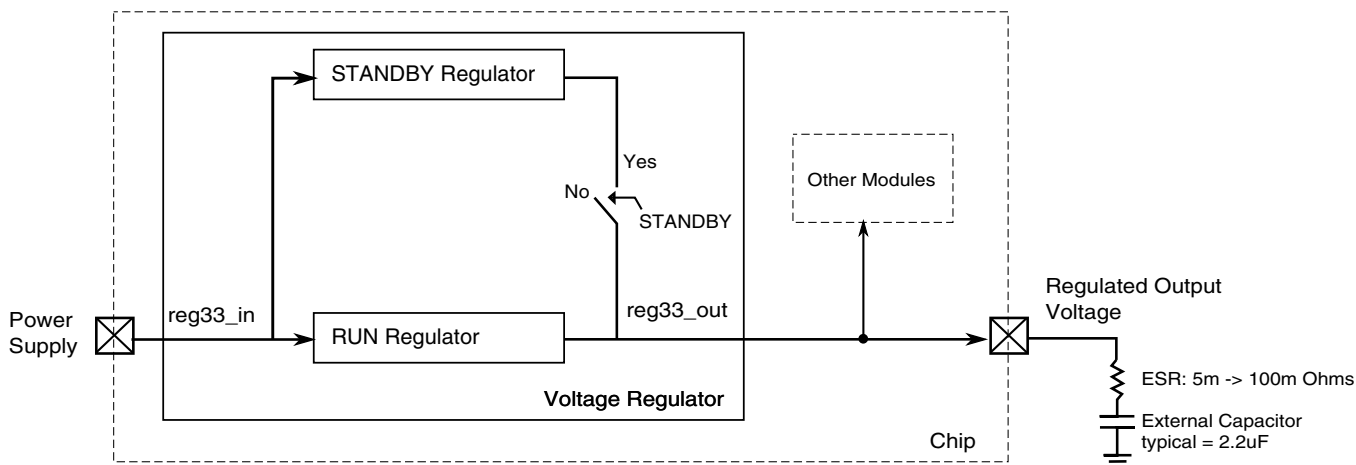 STANDBY Regulator
Yes
No
STANDBY
Other Modules
Power
Supply
reg33_in
RUN Regulator
reg33_out
Voltage Regulator
Chip
Regulated Output
Voltage
ESR: 5m -> 100m Ohms
External Capacitor
typical = 2.2uF